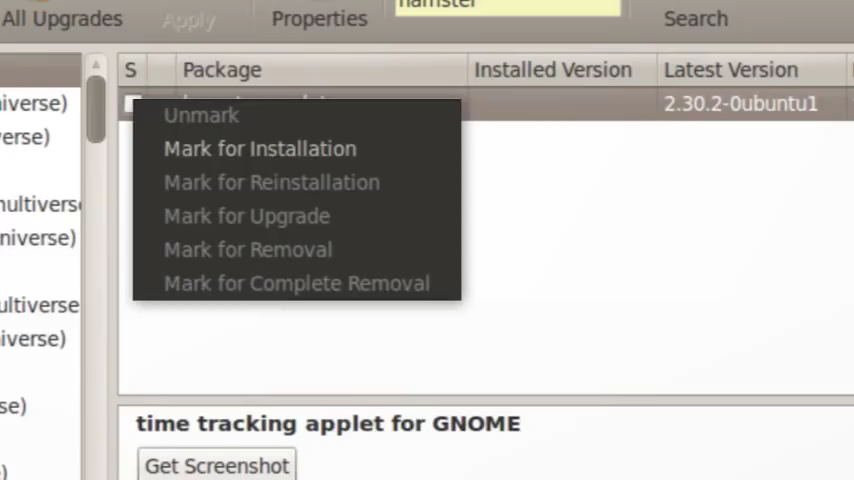 hamster
All Upgrades Apply Properties Search
S Package Installed Version Latest Version
2.30.2-0ubuntu1
Unmark
Mark for Installation
Mark for Reinstallation
Mark for Upgrade
Mark for Removal
Mark for Complete Removal
iverse)
erse)
multivers
niverse)
ultiverse
iverse)
se)
)
time tracking applet for GNOME
Get Screenshot